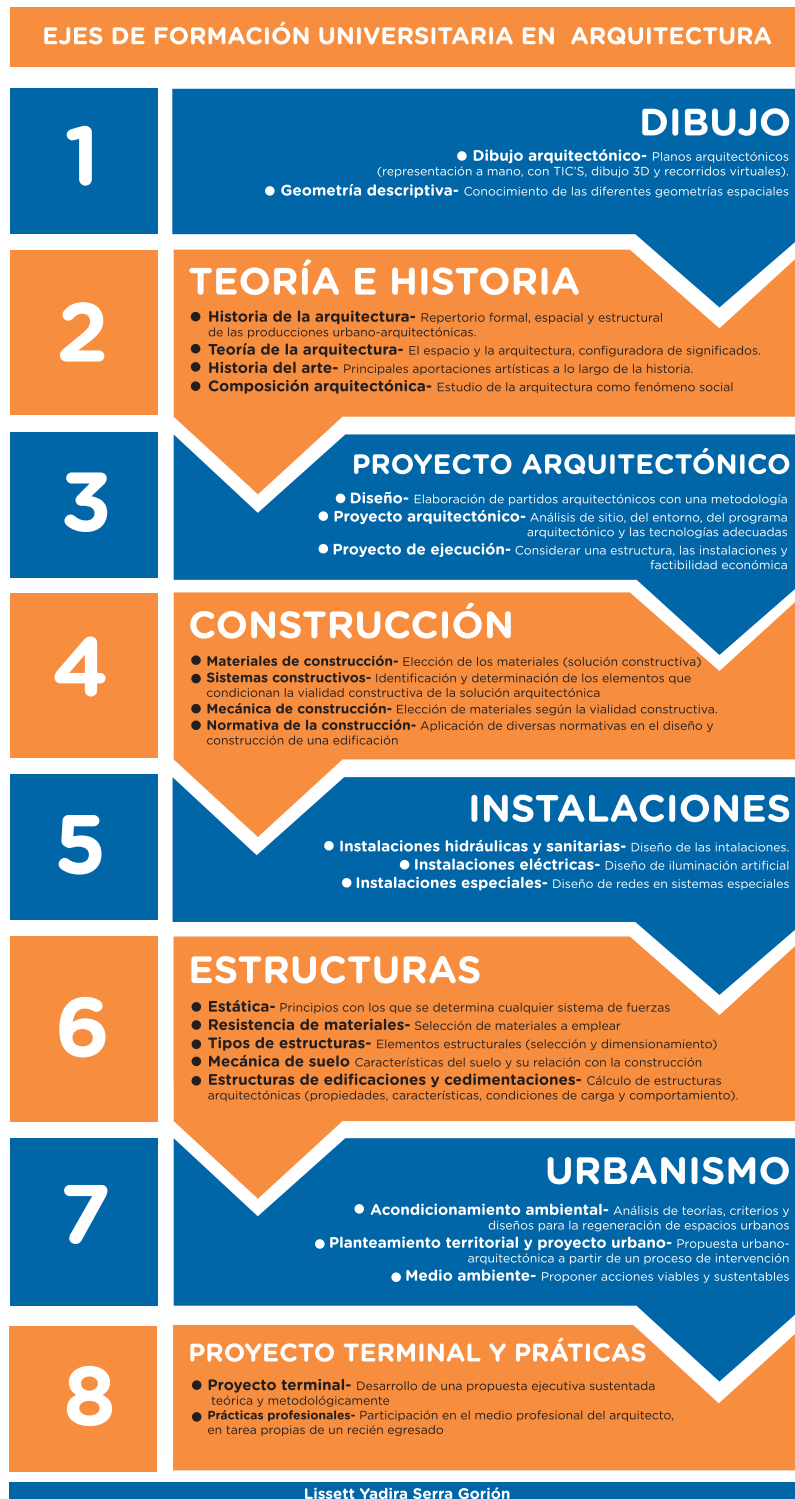 EJES DE FORMACIÓN UNIVERSITARIA EN ARQUITECTURA
1
DIBUJO
● Dibujo arquitectónico- Planos arquitectónicos
(representación a mano, con TIC'S, dibujo 3D y recorridos virtuales).
● Geometría descriptiva- Conocimiento de las diferentes geometrías espaciales
2
TEORÍA E HISTORIA
● Historia de la arquitectura- Repertorio formal, espacial y estructural
de las producciones urbano-arquitectónicas.
● Teoría de la arquitectura- El espacio y la arquitectura, configuradora de significados.
● Historia del arte- Principales aportaciones artísticas a lo largo de la historia.
● Composición arquitectónica- Estudio de la arquitectura como fenómeno social
3
PROYECTO ARQUITECTÓNICO
● Diseño- Elaboración de partidos arquitectónicos con una metodología
● Proyecto arquitectónico- Análisis de sitio, del entorno, del programa
arquitectónico y las tecnologías adecuadas
● Proyecto de ejecución- Considerar una estructura, las instalaciones y
factibilidad económica
4
CONSTRUCCIÓN
● Materiales de construcción- Elección de los materiales (solución constructiva)
● Sistemas constructivos- Identificación y determinación de los elementos que
condicionan la vialidad constructiva de la solución arquitectónica
● Mecánica de construcción- Elección de materiales según la vialidad constructiva.
● Normativa de la construcción- Aplicación de diversas normativas en el diseño y
construcción de una edificación
5
INSTALACIONES
● Instalaciones hidráulicas y sanitarias- Diseño de las intalaciones.
● Instalaciones eléctricas- Diseño de iluminación artificial
● Instalaciones especiales- Diseño de redes en sistemas especiales
6
ESTRUCTURAS
● Estática- Principios con los que se determina cualquier sistema de fuerzas
● Resistencia de materiales- Selección de materiales a emplear
● Tipos de estructuras- Elementos estructurales (selección y dimensionamiento)
● Mecánica de suelo Características del suelo y su relación con la construcción
● Estructuras de edificaciones y cedimentaciones- Cálculo de estructuras
arquitectónicas (propiedades, características, condiciones de carga y comportamiento).
7
URBANISMO
● Acondicionamiento ambiental- Análisis de teorías, criterios y
diseños para la regeneración de espacios urbanos
● Planteamiento territorial y proyecto urbano- Propuesta urbano-
arquitectónica a partir de un proceso de intervención
● Medio ambiente- Proponer acciones viables y sustentables
8
PROYECTO TERMINAL Y PRÁTICAS
● Proyecto terminal- Desarrollo de una propuesta ejecutiva sustentada
teórica y metodológicamente
● Prácticas profesionales- Participación en el medio profesional del arquitecto,
en tarea propias de un recién egresado
Lissett Yadira Serra Gorjón